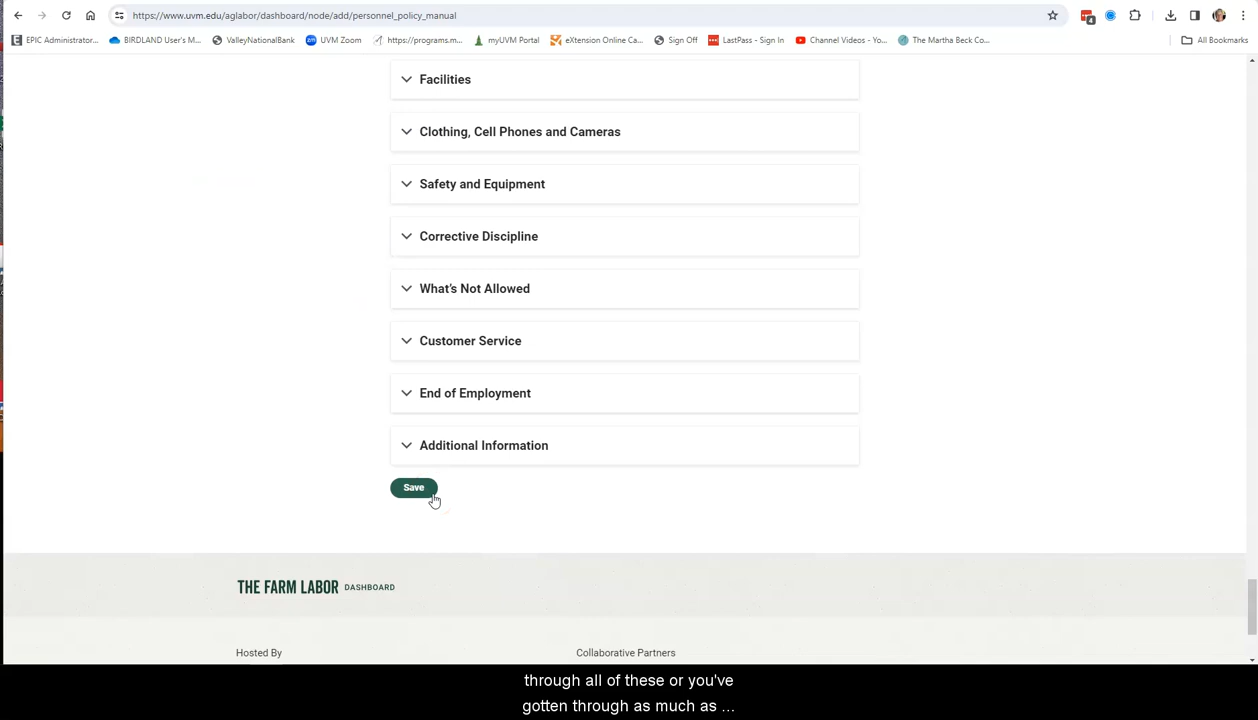 https://www.uvm.edu/aglabor/dashboard/node/add/personnel_policy_manual
4
EPIC Administrator... BIRDLAND User's M... ValleyNationalBank UVM Zoom https://programs.m... myUVM Portal eXtension Online Ca... Sign Off LastPass - Sign In Channel Videos - Yo... The Martha Beck Co... All Bookmarks
Facilities
Clothing, Cell Phones and Cameras
Safety and Equipment
Corrective Discipline
What's Not Allowed
Customer Service
End of Employment
Additional Information
Save
THE FARM LABOR DASHBOARD
Hosted By Collaborative Partners
through all of these or you've
gotten through as much as ...